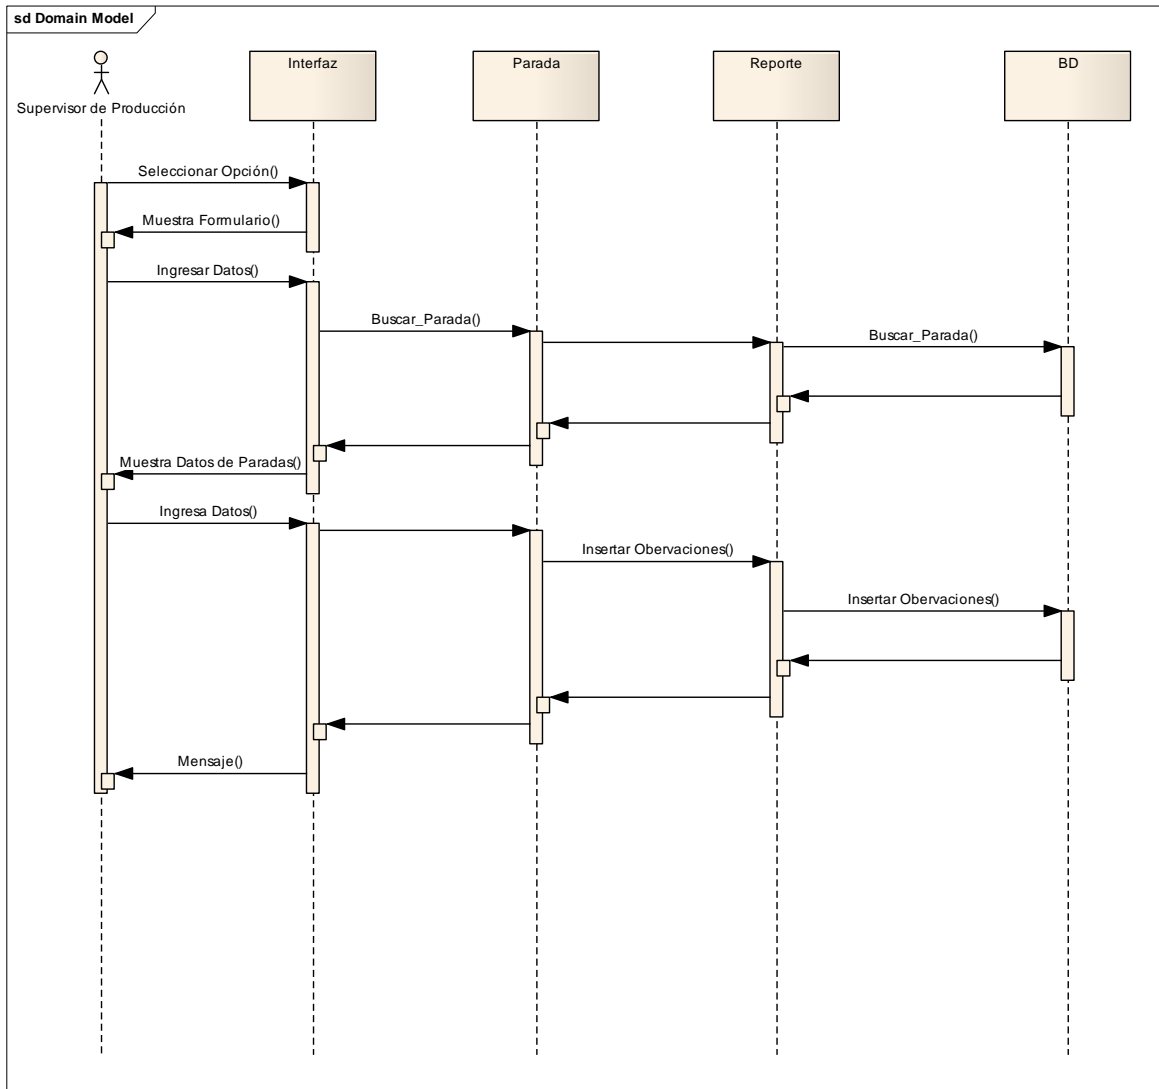 sd Domain Model
Interfaz
Parada
Reporte
BD
Supervisor de Producción
Seleccionar Opción()
Muestra Formulario()
Ingresar Datos()
Buscar_Parada()
Buscar_Parada()
Muestra Datos de Paradas()
Ingresa Datos()
Insertar Obervaciones()
Insertar Obervaciones()
Mensaje()